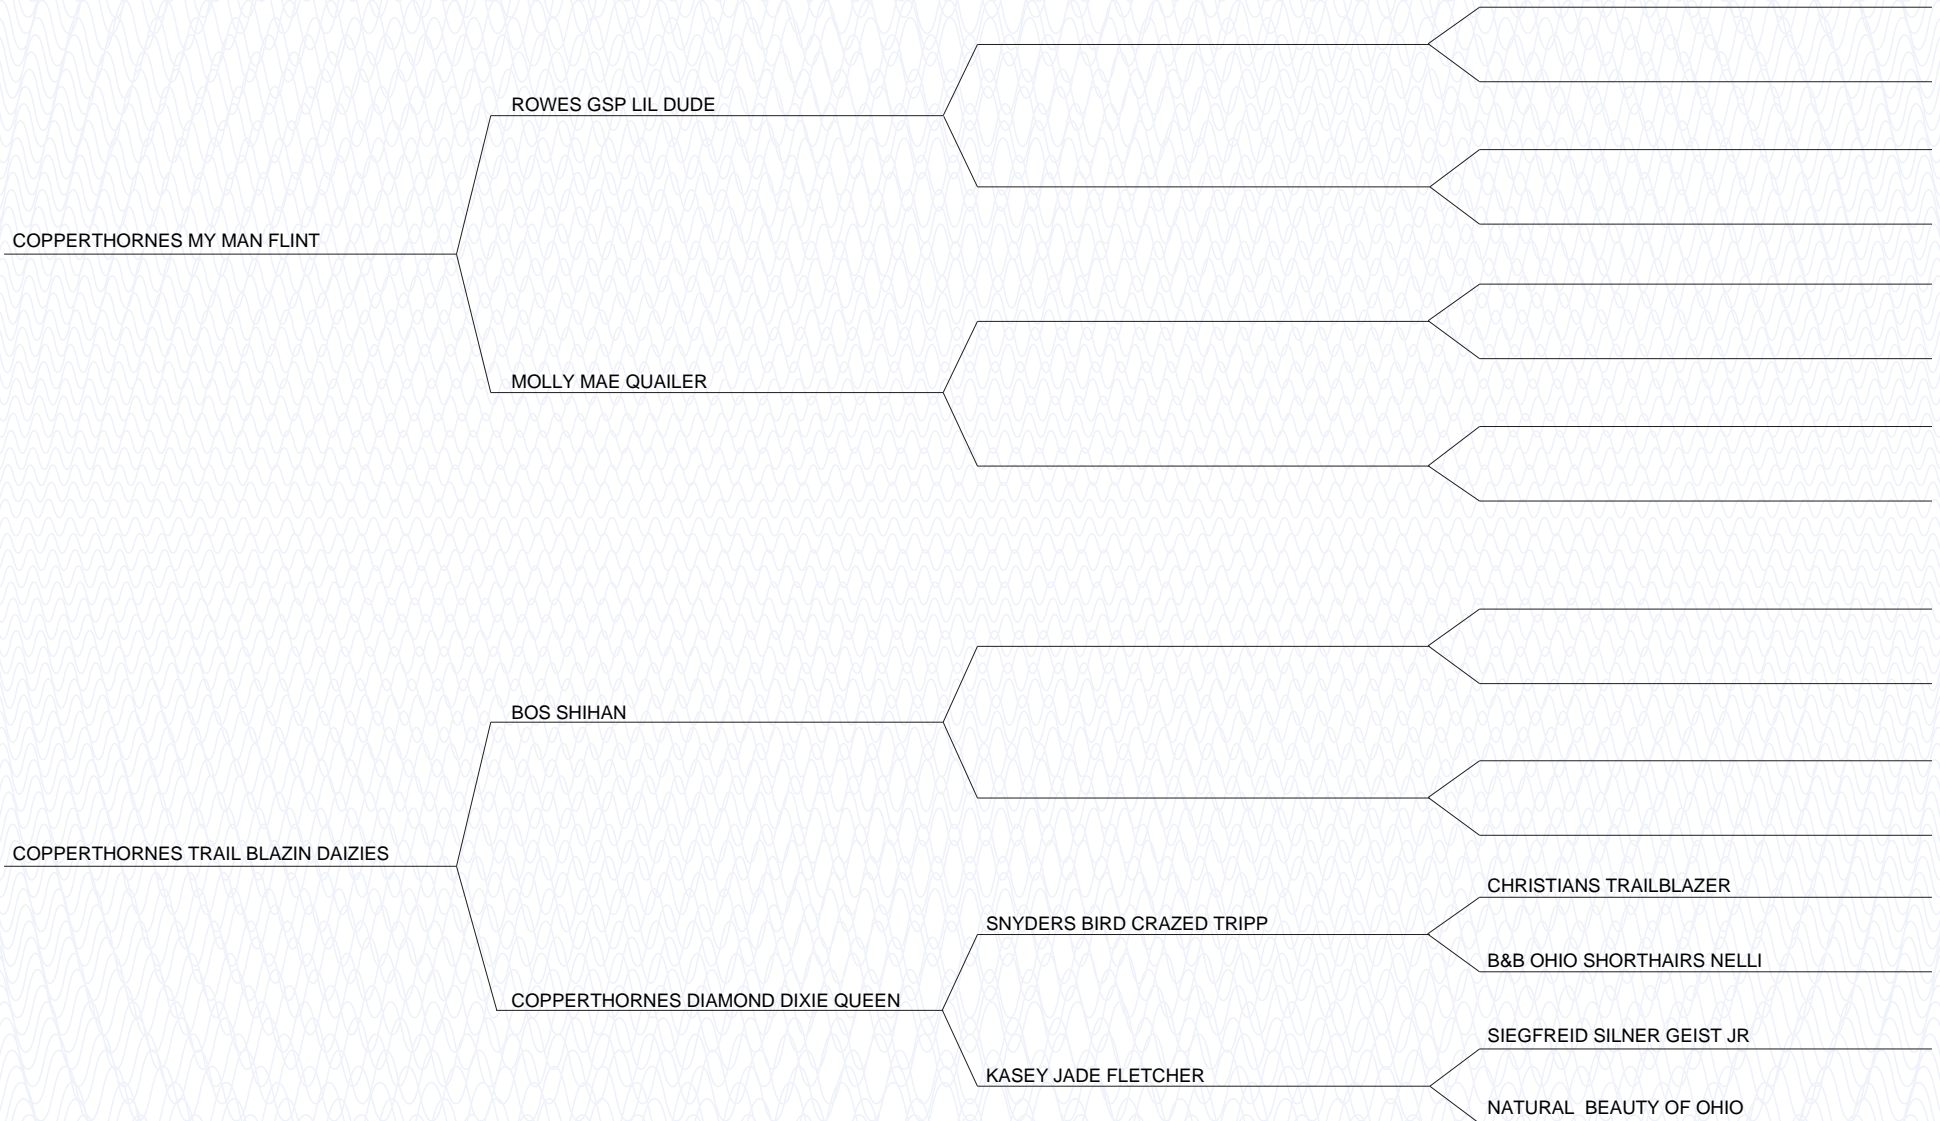 ROWES GSP LIL DUDE
COPPERTHORNES MY MAN FLINT
MOLLY MAE QUAILER
BOS SHIHAN
COPPERTHORNES TRAIL BLAZIN DAIZIES
CHRISTIANS TRAILBLAZER
SNYDERS BIRD CRAZED TRIPP
B&B OHIO SHORTHAIRS NELLI
COPPERTHORNES DIAMOND DIXIE QUEEN
SIEGFREID SILNER GEIST JR
KASEY JADE FLETCHER
NATURAL  BEAUTY OF OHIO